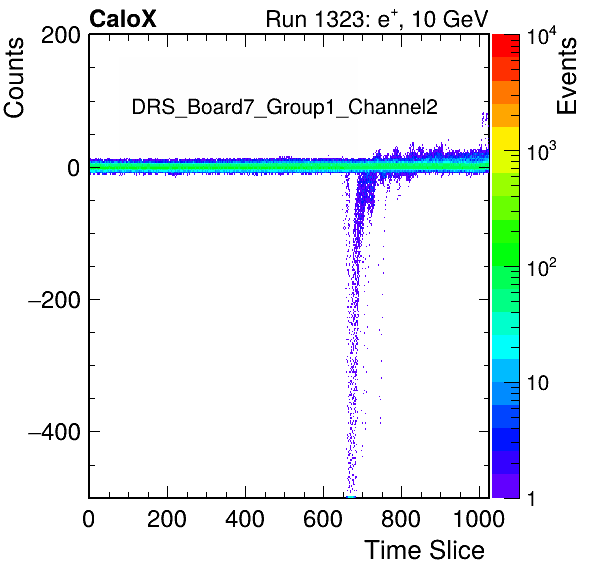 CaloX Run 1323: e⁺, 10 GeV
Counts
Events
DRS_Board7_Group1_Channel2
200
0
−200
−400
0 200 400 600 800 1000
Time Slice
10⁴
10³
10²
10
1